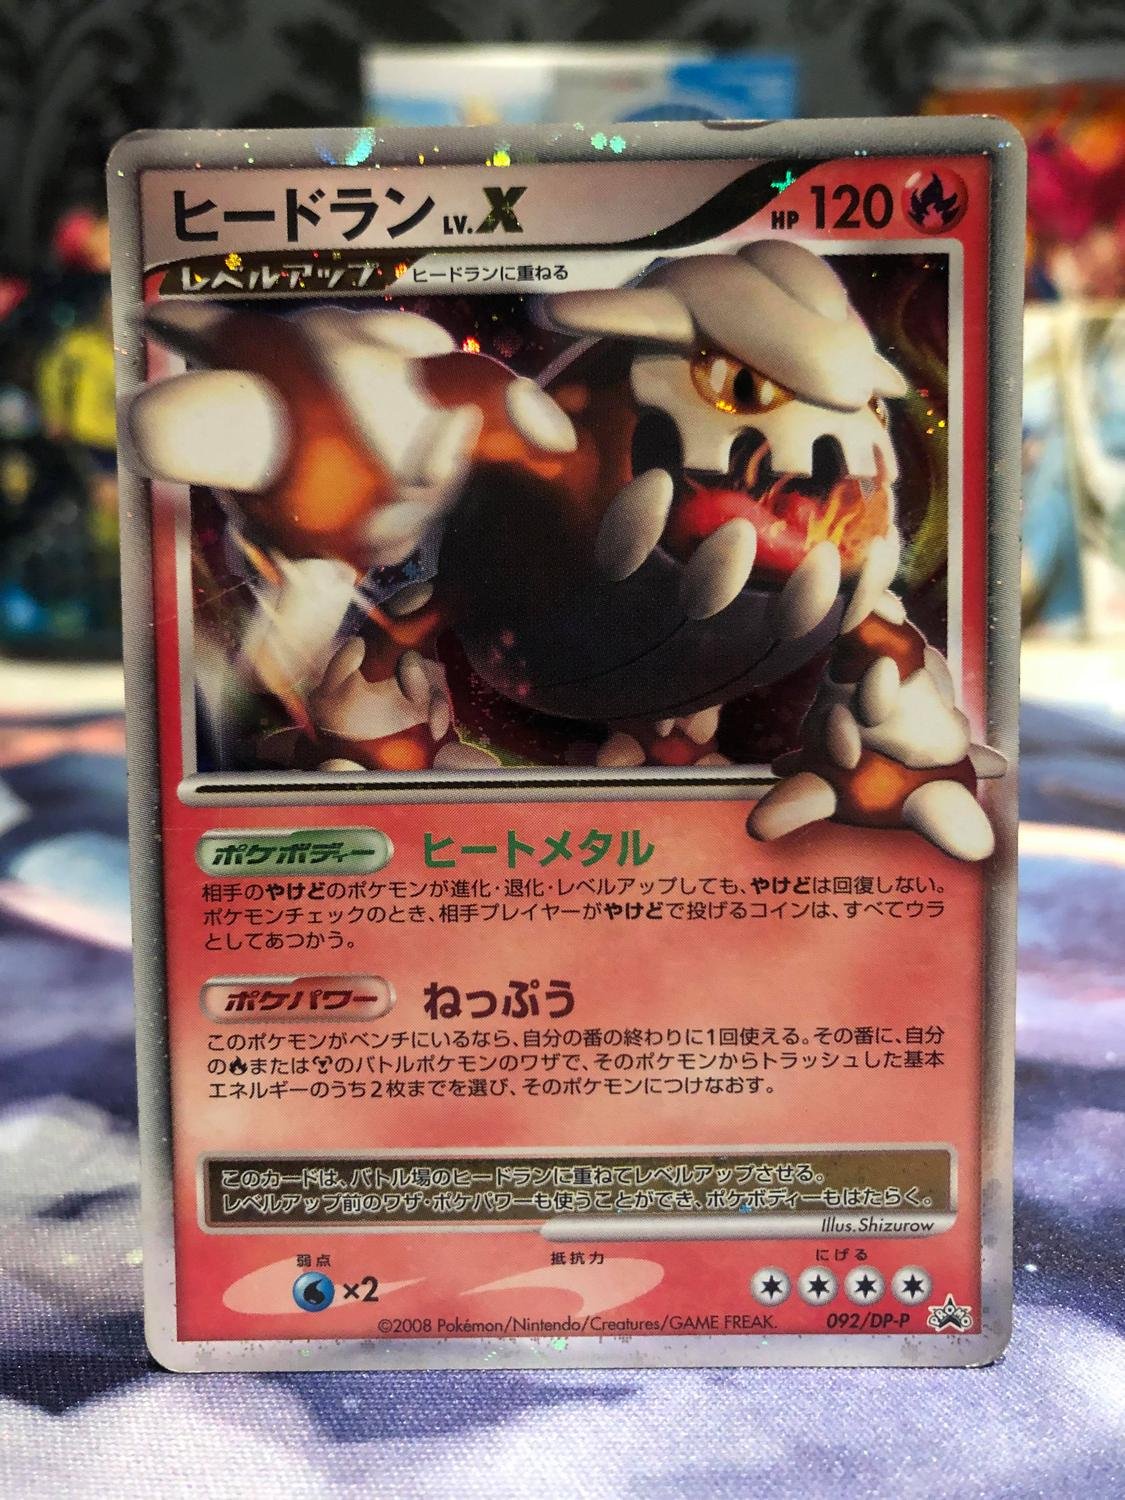 ヒードラン LV.X HP 120
レベルアップ ヒードランに重ねる
ポケボディー ヒートメタル
相手のやけどのポケモンが進化・退化・レベルアップしても、やけどは回復しない。
ポケモンチェックのとき、相手プレイヤーがやけどで投げるコインは、すべてウラ
としてあつかう。
ポケパワー ねっぷう
このポケモンがベンチにいるなら、自分の番の終わりに1回使える。その番に、自分
のまたはのバトルポケモンのワザで、そのポケモンからトラッシュした基本
エネルギーのうち2枚までを選び、そのポケモンにつけなおす。
このカードは、バトル場のヒードランに重ねてレベルアップさせる。
レベルアップ前のワザ・ポケパワーも使うことができ、ポケボディーもはたらく。
Illus. Shizurow
弱点 抵抗力 にげる
×2
©2008 Pokémon/Nintendo/Creatures/GAME FREAK. 092/DP-P PROMO